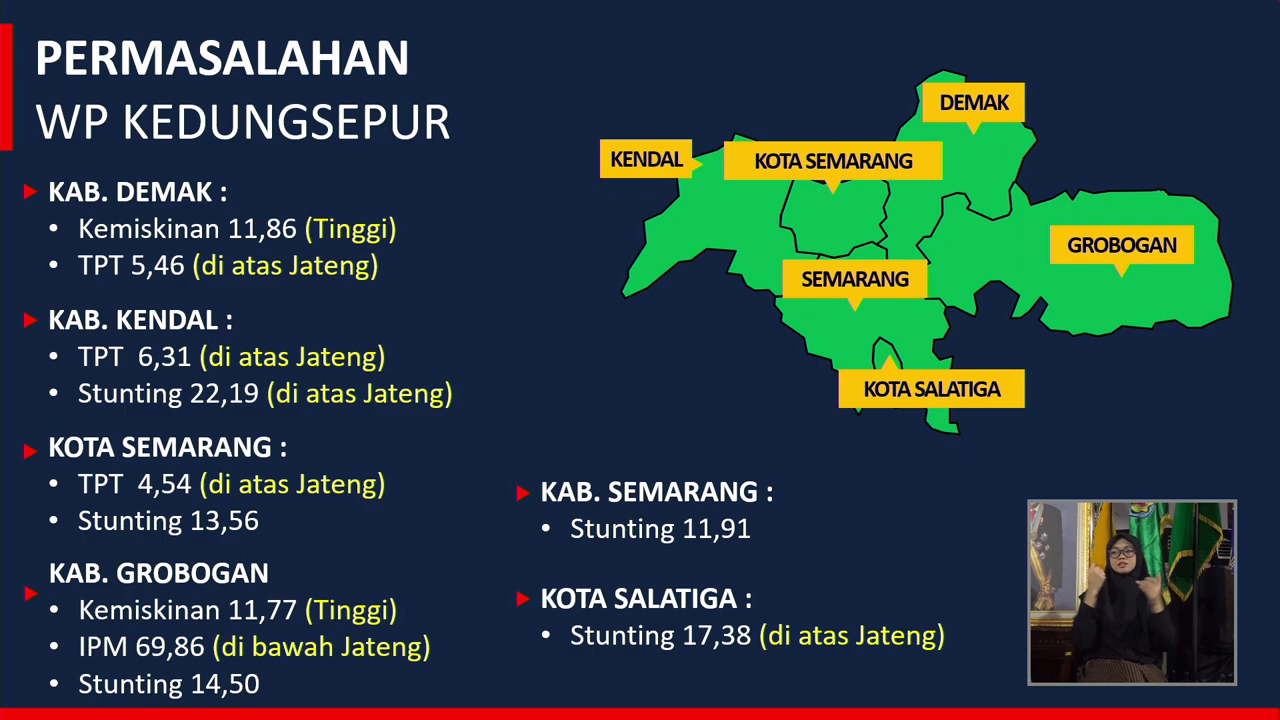 PERMASALAHAN
WP KEDUNGSEPUR
KAB. DEMAK :
• Kemiskinan 11,86 (Tinggi)
• TPT 5,46 (di atas Jateng)
KAB. KENDAL :
• TPT 6,31 (di atas Jateng)
• Stunting 22,19 (di atas Jateng)
KOTA SEMARANG :
• TPT 4,54 (di atas Jateng)
• Stunting 13,56
KAB. GROBOGAN
• Kemiskinan 11,77 (Tinggi)
• IPM 69,86 (di bawah Jateng)
• Stunting 14,50
KAB. SEMARANG :
• Stunting 11,91
KOTA SALATIGA :
• Stunting 17,38 (di atas Jateng)
DEMAK
KENDAL
KOTA SEMARANG
GROBOGAN
SEMARANG
KOTA SALATIGA